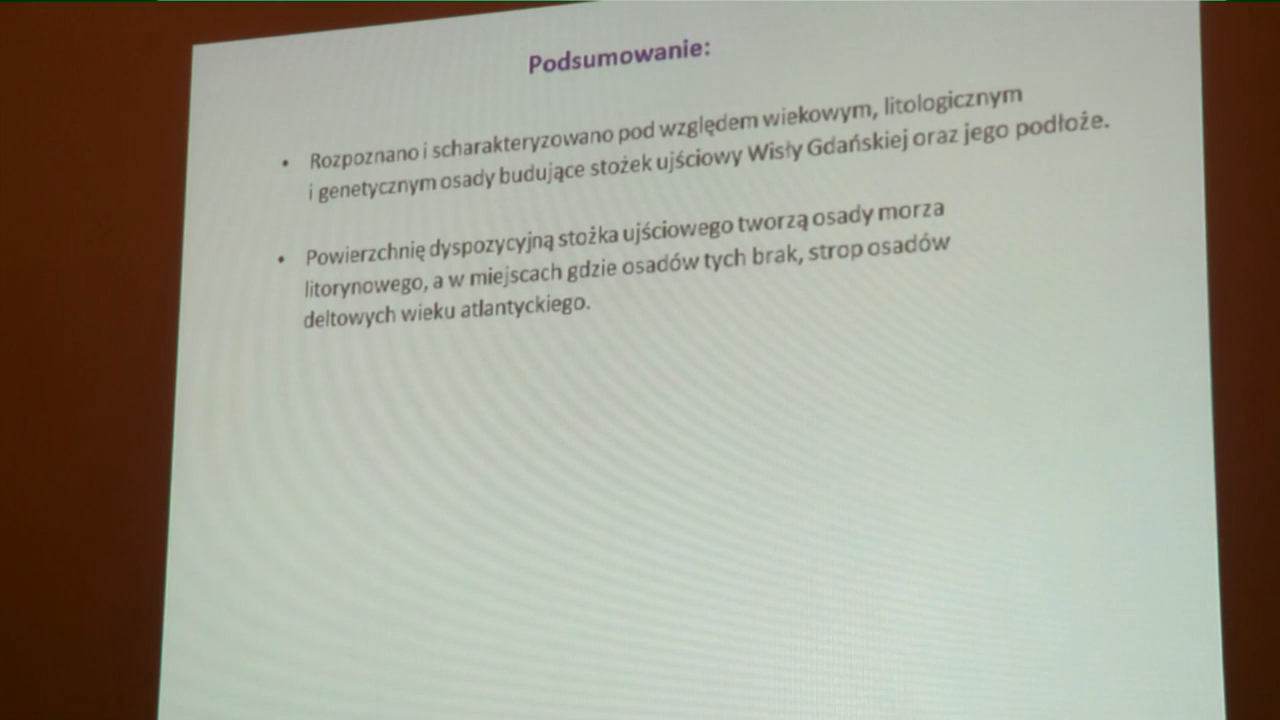 Podsumowanie:
• Rozpoznano i scharakteryzowano pod względem wiekowym, litologicznym
i genetycznym osady budujące stożek ujściowy Wisły Gdańskiej oraz jego podłoże.
• Powierzchnię dyspozycyjną stożka ujściowego tworzą osady morza
litorynowego, a w miejscach gdzie osadów tych brak, strop osadów
deltowych wieku atlantyckiego.